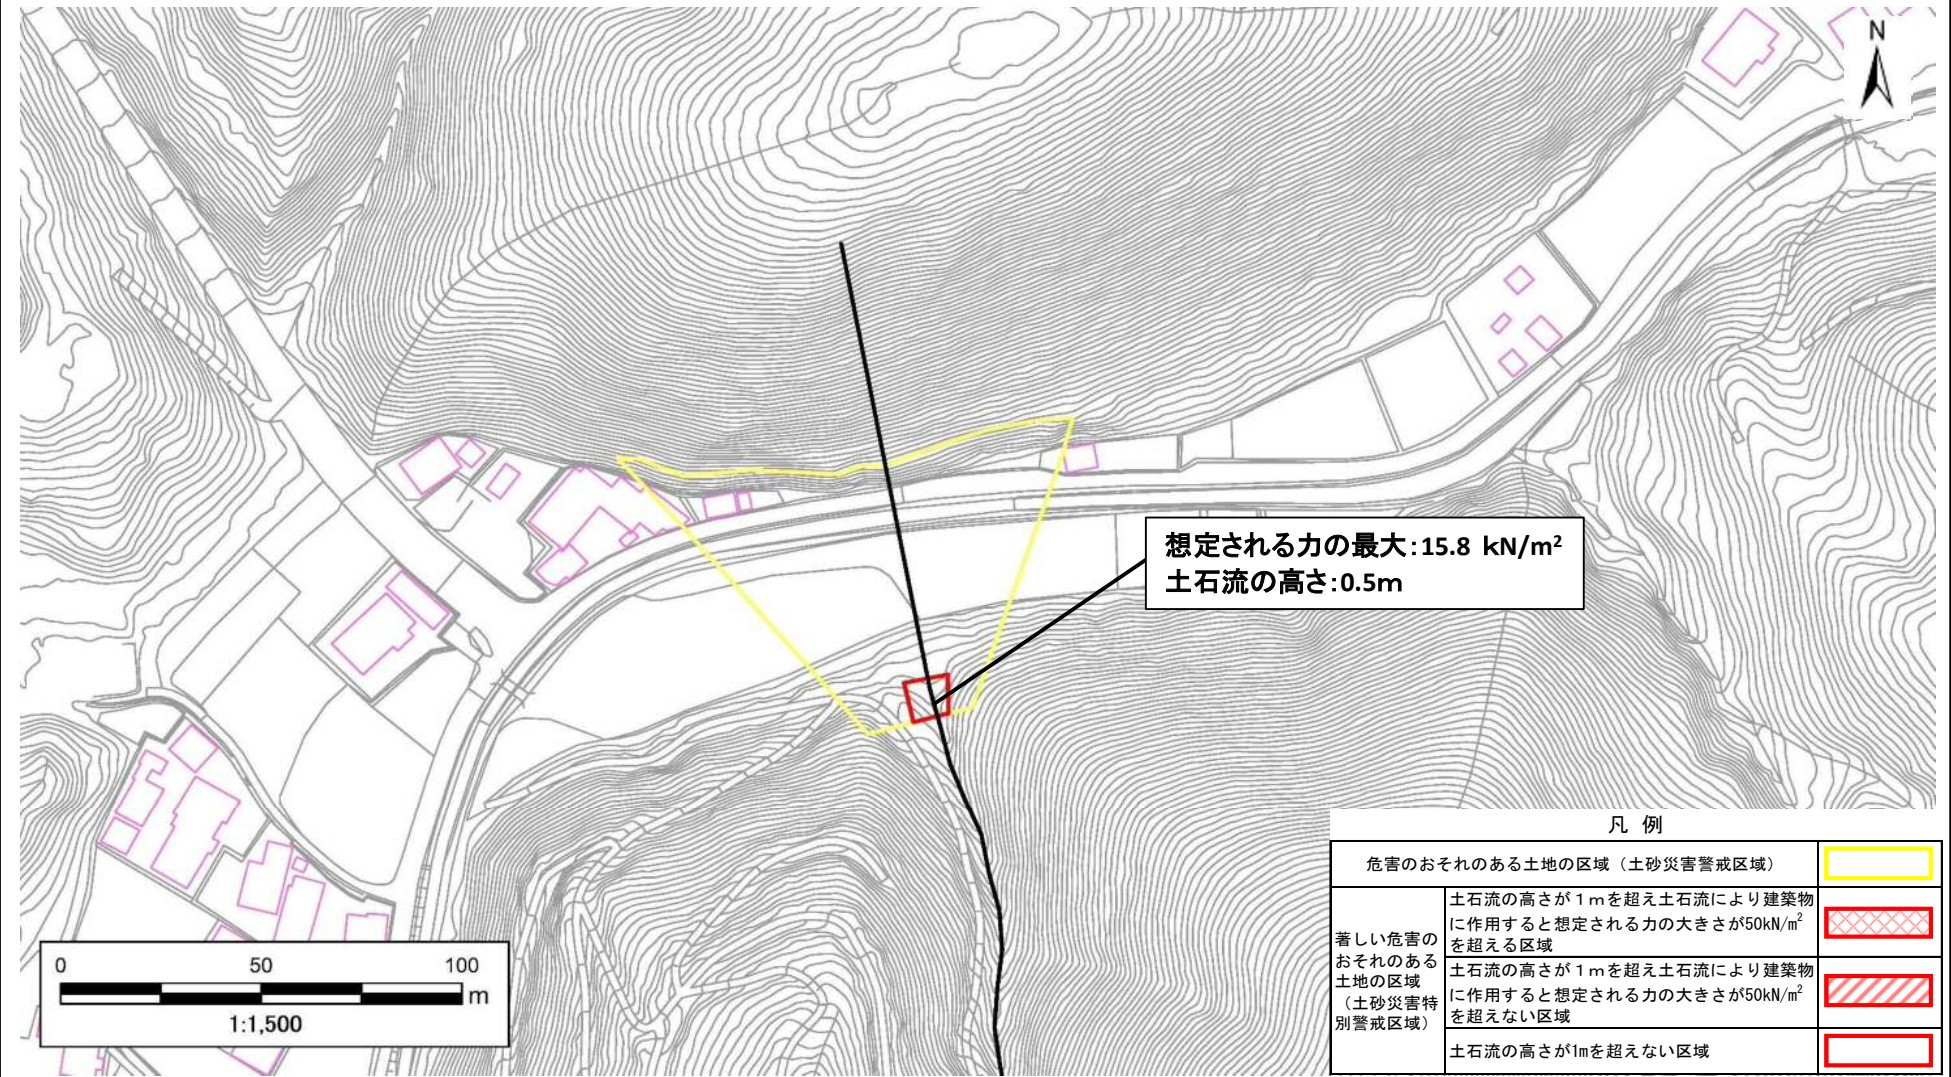 N
想定される力の最大:15.8 kN/m²
土石流の高さ:0.5m
凡 例
危害のおそれのある土地の区域（土砂災害警戒区域）
著しい危害の
おそれのある
土地の区域
（土砂災害特
別警戒区域）
土石流の高さが１ｍを超え土石流により建築物
に作用すると想定される力の大きさが50kN/m²
を超える区域
土石流の高さが１ｍを超え土石流により建築物
に作用すると想定される力の大きさが50kN/m²
を超えない区域
土石流の高さが1mを超えない区域
0 50 100
m
1:1,500